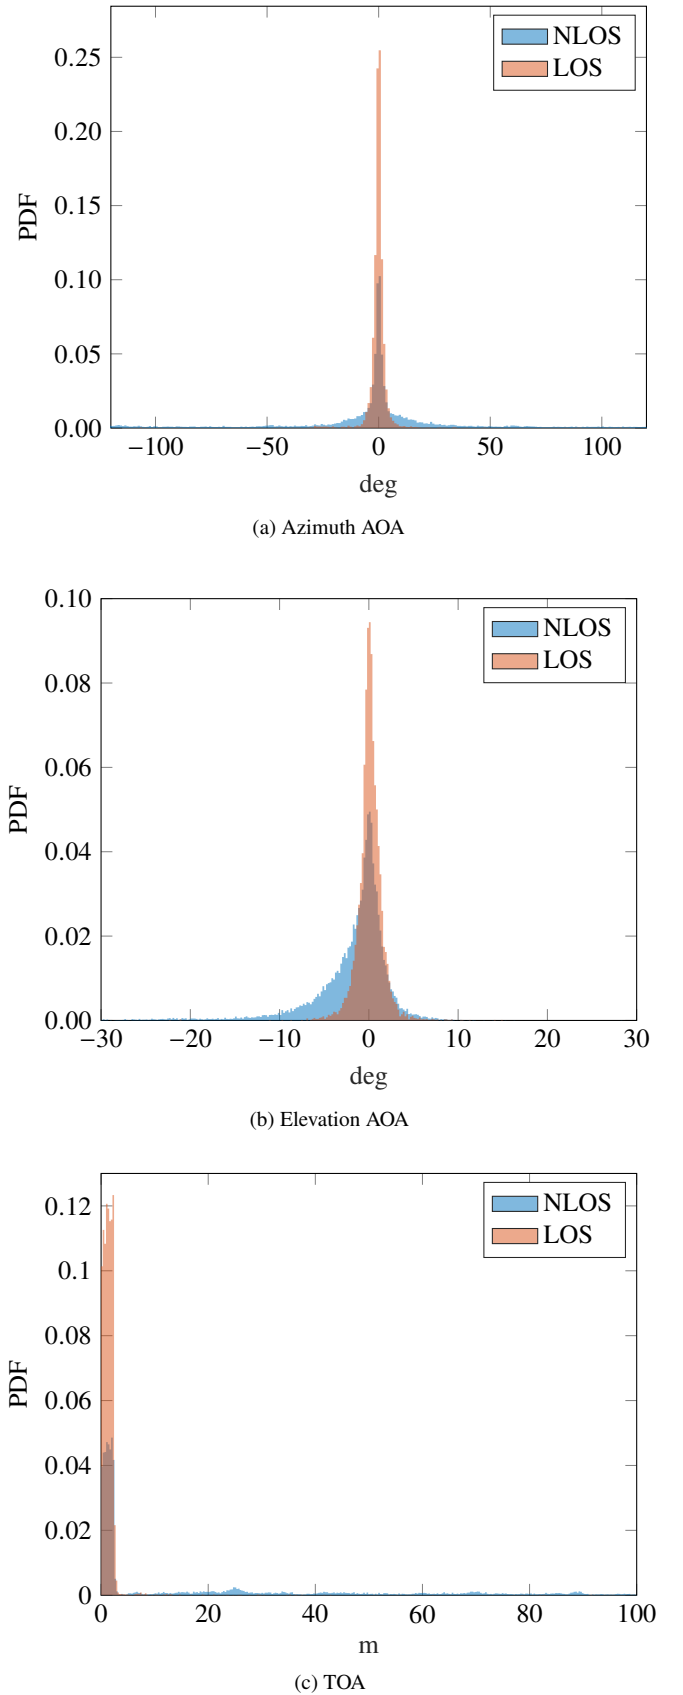 NLOS
LOS
0.25
0.20
0.15
0.10
0.05
0.00
PDF
−100 −50 0 50 100
deg
(a) Azimuth AOA
NLOS
LOS
0.10
0.08
0.06
0.04
0.02
0.00
PDF
−30 −20 −10 0 10 20 30
deg
(b) Elevation AOA
NLOS
LOS
0.12
0.1
0.08
0.06
0.04
0.02
0
PDF
0 20 40 60 80 100
m
(c) TOA